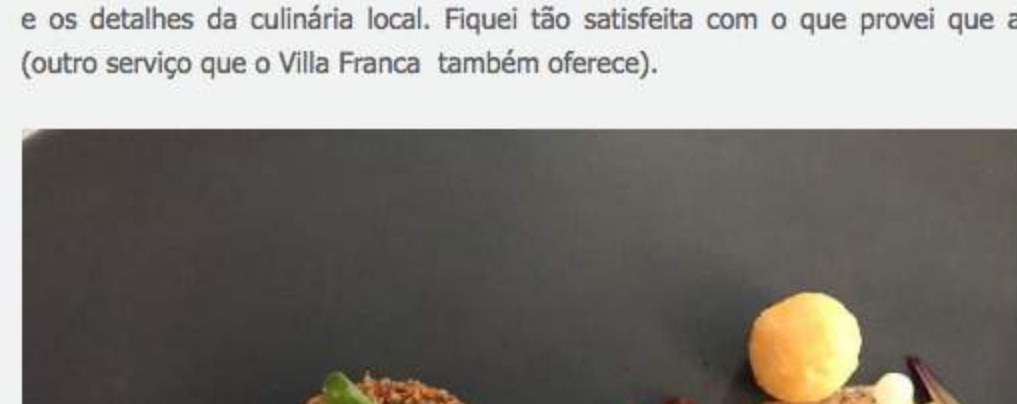 e os detalhes da culinária local. Fiquei tão satisfeita com o que provei que
(outro serviço que o Villa Franca também oferece).